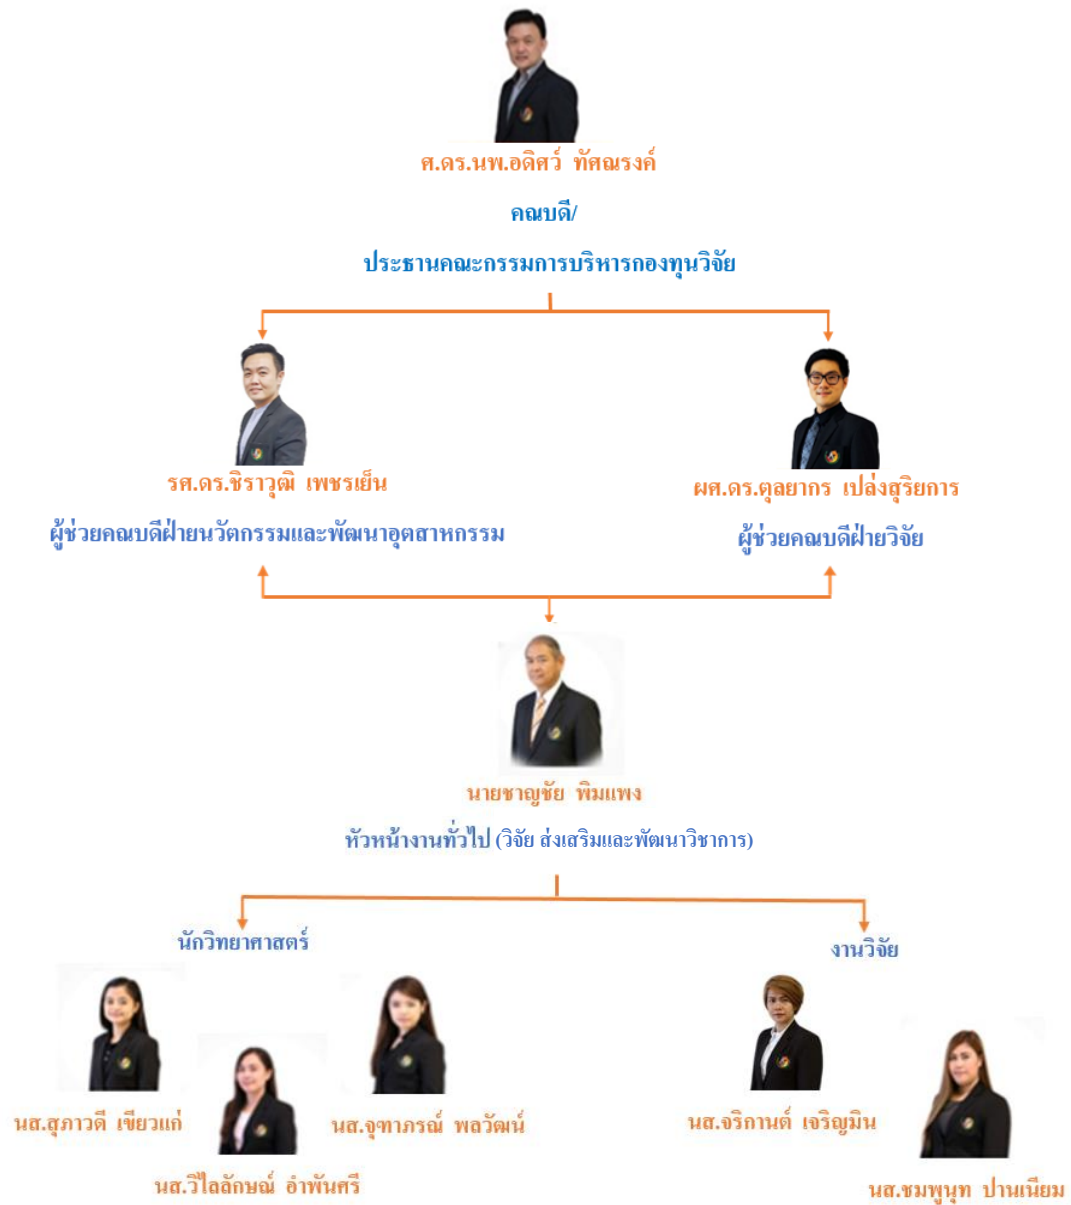 ศ.ดร.นพ.อดิศว์ ทัศณรงค์
คณบดี/
ประธานคณะกรรมการบริหารกองทุนวิจัย
รศ.ดร.ชิราวุฒิ เพชรเย็น
ผู้ช่วยคณบดีฝ่ายนวัตกรรมและพัฒนาอุตสาหกรรม
ผศ.ดร.ตุลยากร เปล่งสุริยการ
ผู้ช่วยคณบดีฝ่ายวิจัย
นายชาญชัย พิมแพง
หัวหน้างานทั่วไป (วิจัย ส่งเสริมและพัฒนาวิชาการ)
นักวิทยาศาสตร์
งานวิจัย
นส.สุภาวดี เขียวแก่
นส.วิไลลักษณ์ อำพันศรี
นส.จุฑาภรณ์ พลวัฒน์
นส.จริกานต์ เจริญมิน
นส.ชมพูนุท ปานเนียม